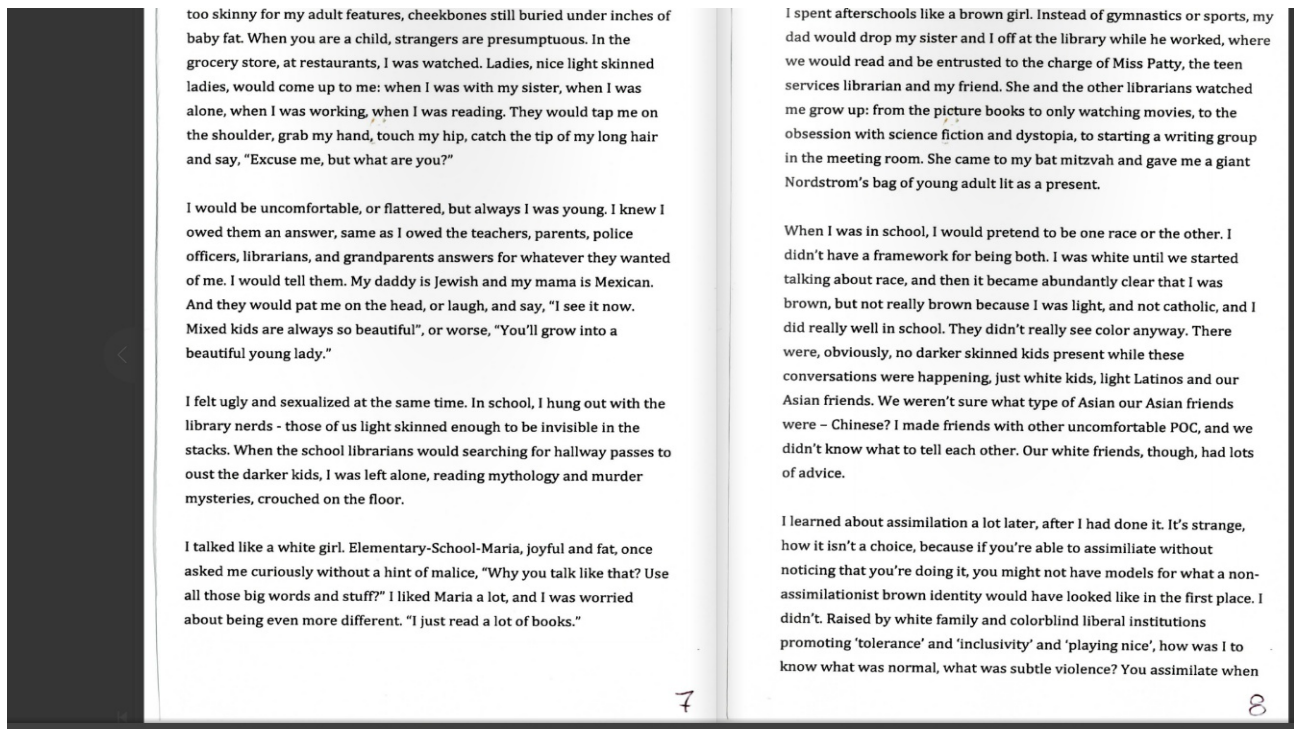 too skinny for my adult features, cheekbones still buried under inches of
baby fat. When you are a child, strangers are presumptuous. In the
grocery store, at restaurants, I was watched. Ladies, nice light skinned
ladies, would come up to me: when I was with my sister, when I was
alone, when I was working, when I was reading. They would tap me on
the shoulder, grab my hand, touch my hip, catch the tip of my long hair
and say, “Excuse me, but what are you?”
I would be uncomfortable, or flattered, but always I was young. I knew I
owed them an answer, same as I owed the teachers, parents, police
officers, librarians, and grandparents answers for whatever they wanted
of me. I would tell them. My daddy is Jewish and my mama is Mexican.
And they would pat me on the head, or laugh, and say, “I see it now.
Mixed kids are always so beautiful”, or worse, “You’ll grow into a
beautiful young lady.”
I felt ugly and sexualized at the same time. In school, I hung out with the
library nerds - those of us light skinned enough to be invisible in the
stacks. When the school librarians would searching for hallway passes to
oust the darker kids, I was left alone, reading mythology and murder
mysteries, crouched on the floor.
I talked like a white girl. Elementary-School-Maria, joyful and fat, once
asked me curiously without a hint of malice, “Why you talk like that? Use
all those big words and stuff?” I liked Maria a lot, and I was worried
about being even more different. “I just read a lot of books.”
7
I spent afterschools like a brown girl. Instead of gymnastics or sports, my
dad would drop my sister and I off at the library while he worked, where
we would read and be entrusted to the charge of Miss Patty, the teen
services librarian and my friend. She and the other librarians watched
me grow up: from the picture books to only watching movies, to the
obsession with science fiction and dystopia, to starting a writing group
in the meeting room. She came to my bat mitzvah and gave me a giant
Nordstrom’s bag of young adult lit as a present.
When I was in school, I would pretend to be one race or the other. I
didn’t have a framework for being both. I was white until we started
talking about race, and then it became abundantly clear that I was
brown, but not really brown because I was light, and not catholic, and I
did really well in school. They didn’t really see color anyway. There
were, obviously, no darker skinned kids present while these
conversations were happening, just white kids, light Latinos and our
Asian friends. We weren’t sure what type of Asian our Asian friends
were – Chinese? I made friends with other uncomfortable POC, and we
didn’t know what to tell each other. Our white friends, though, had lots
of advice.
I learned about assimilation a lot later, after I had done it. It’s strange,
how it isn’t a choice, because if you’re able to assimiliate without
noticing that you’re doing it, you might not have models for what a non-
assimilationist brown identity would have looked like in the first place. I
didn’t. Raised by white family and colorblind liberal institutions
promoting ‘tolerance’ and ‘inclusivity’ and ‘playing nice’, how was I to
know what was normal, what was subtle violence? You assimilate when
8